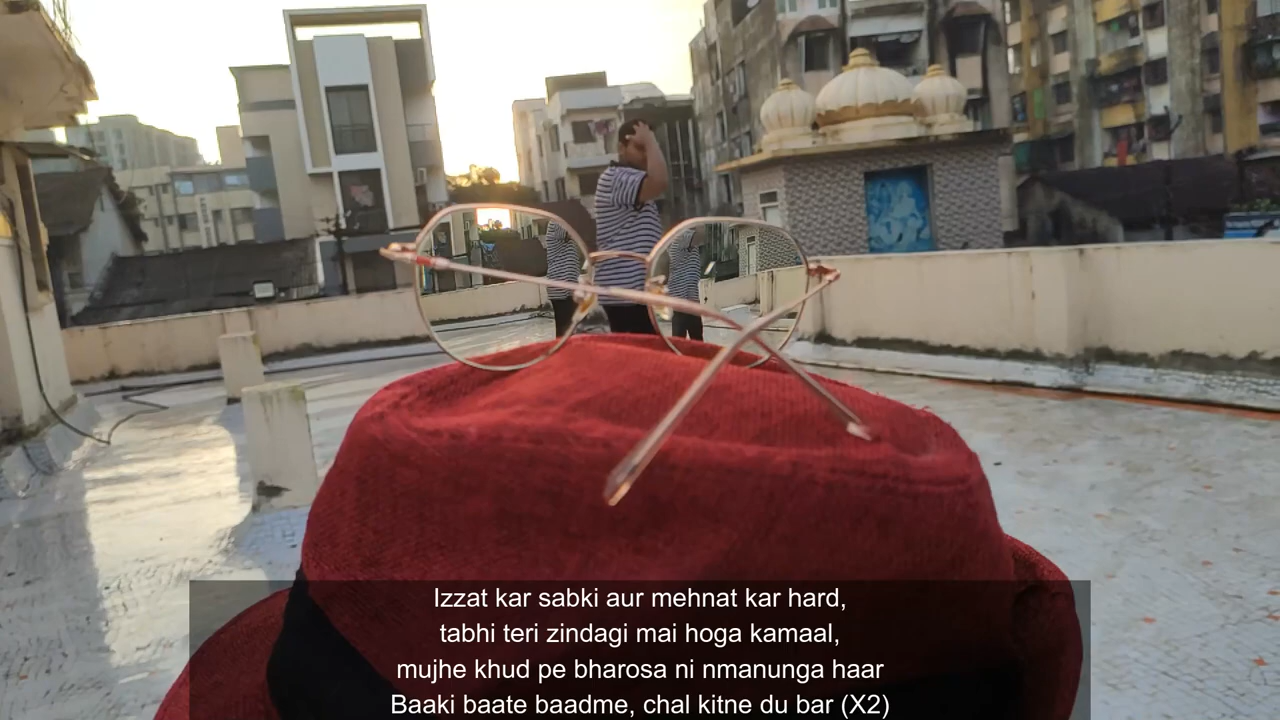 Izzat kar sabki aur mehnat kar hard,
tabhi teri zindagi mai hoga kamaal,
mujhe khud pe bharosa ni nmanunga haar
Baaki baate baadme, chal kitne du bar (X2)